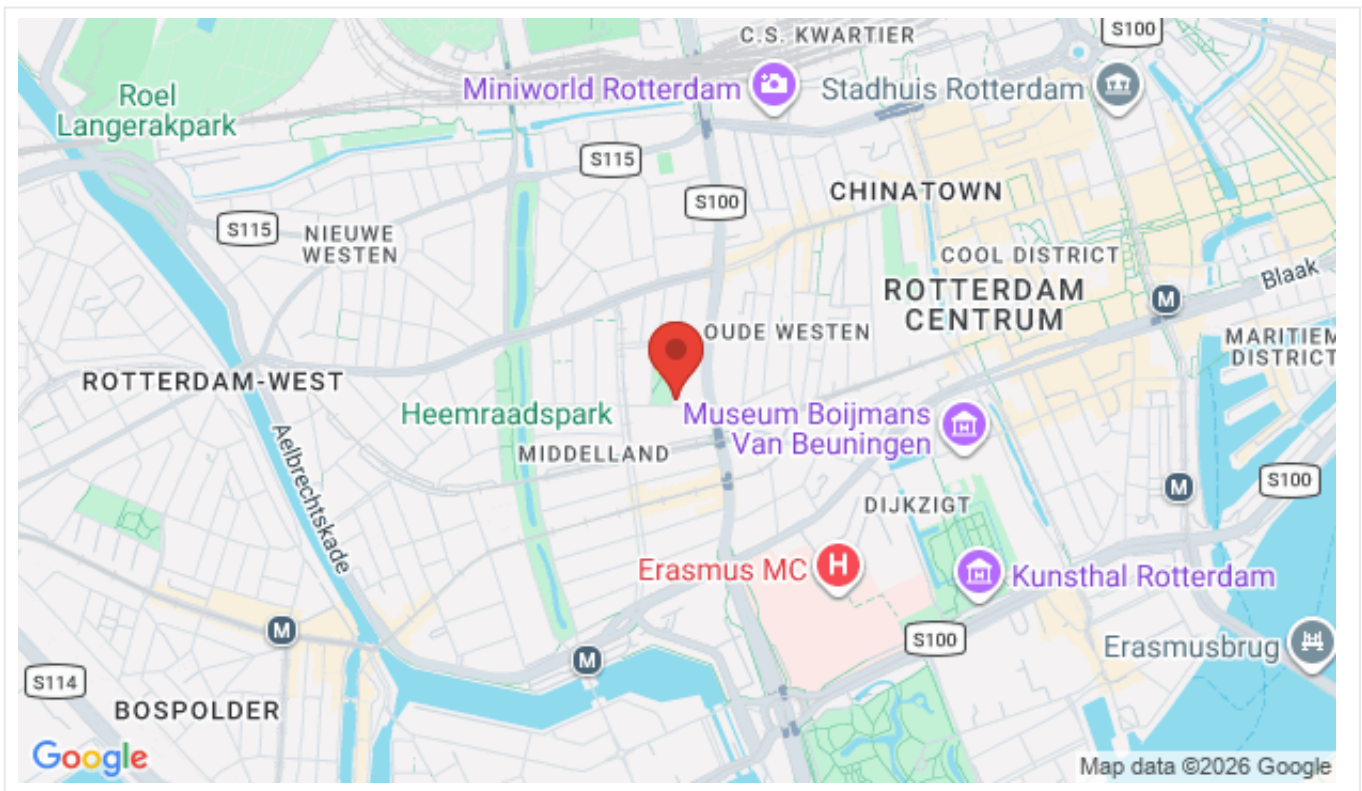 C.S. KWARTIER
S100
Miniworld Rotterdam
Stadhuis Rotterdam
Roel
Langerakpark
S115
S100
CHINATOWN
S115
NIEUWE
WESTEN
COOL DISTRICT
Blaak
ROTTERDAM
CENTRUM
M
OUDE WESTEN
MARITIEM
DISTRICT
ROTTERDAM-WEST
Heemraadspark
Museum Boijmans
Van Beuningen
MIDDELLAND
Aelbrechtskade
S100
M
DIJKZIGT
Erasmus MC
H
Kunsthal Rotterdam
M
S100
Erasmusbrug
M
S114
BOSPOLDER
Google
Map data ©2026 Google